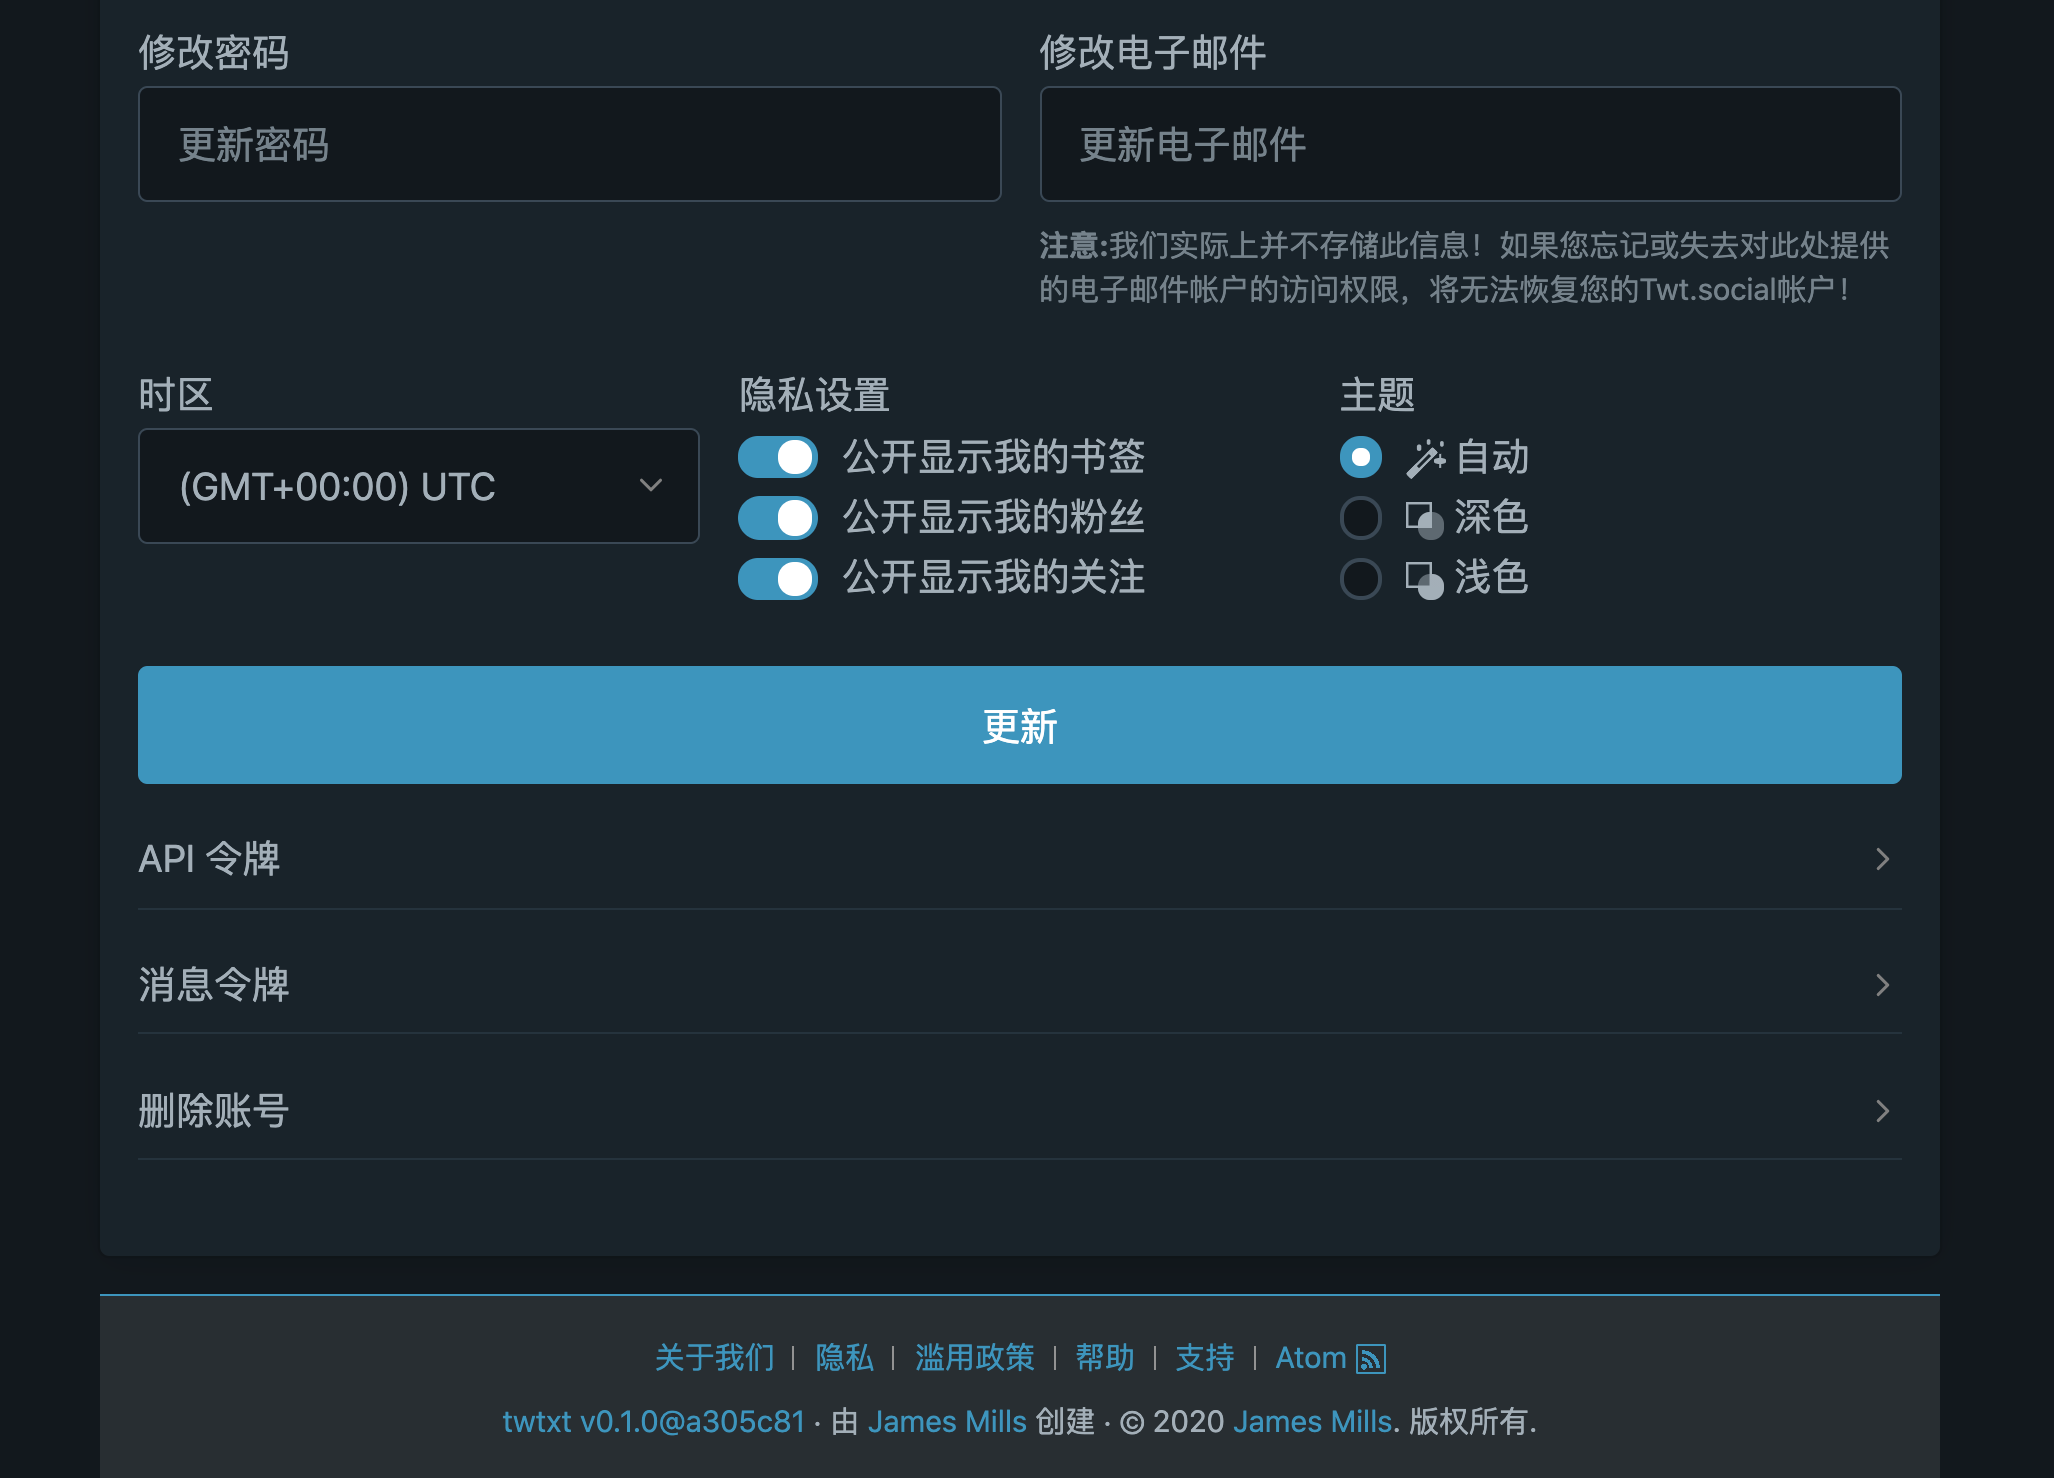 修改密码
修改电子邮件
更新密码
更新电子邮件
注意:我们实际上并不存储此信息！如果您忘记或失去对此处提供
的电子邮件帐户的访问权限，将无法恢复您的Twt.social帐户！
时区
隐私设置
主题
(GMT+00:00) UTC
公开显示我的书签
公开显示我的粉丝
公开显示我的关注
自动
深色
浅色
更新
API 令牌
消息令牌
删除账号
关于我们 | 隐私 | 滥用政策 | 帮助 | 支持 | Atom
twtxt v0.1.0@a305c81 · 由 James Mills 创建 · © 2020 James Mills. 版权所有.